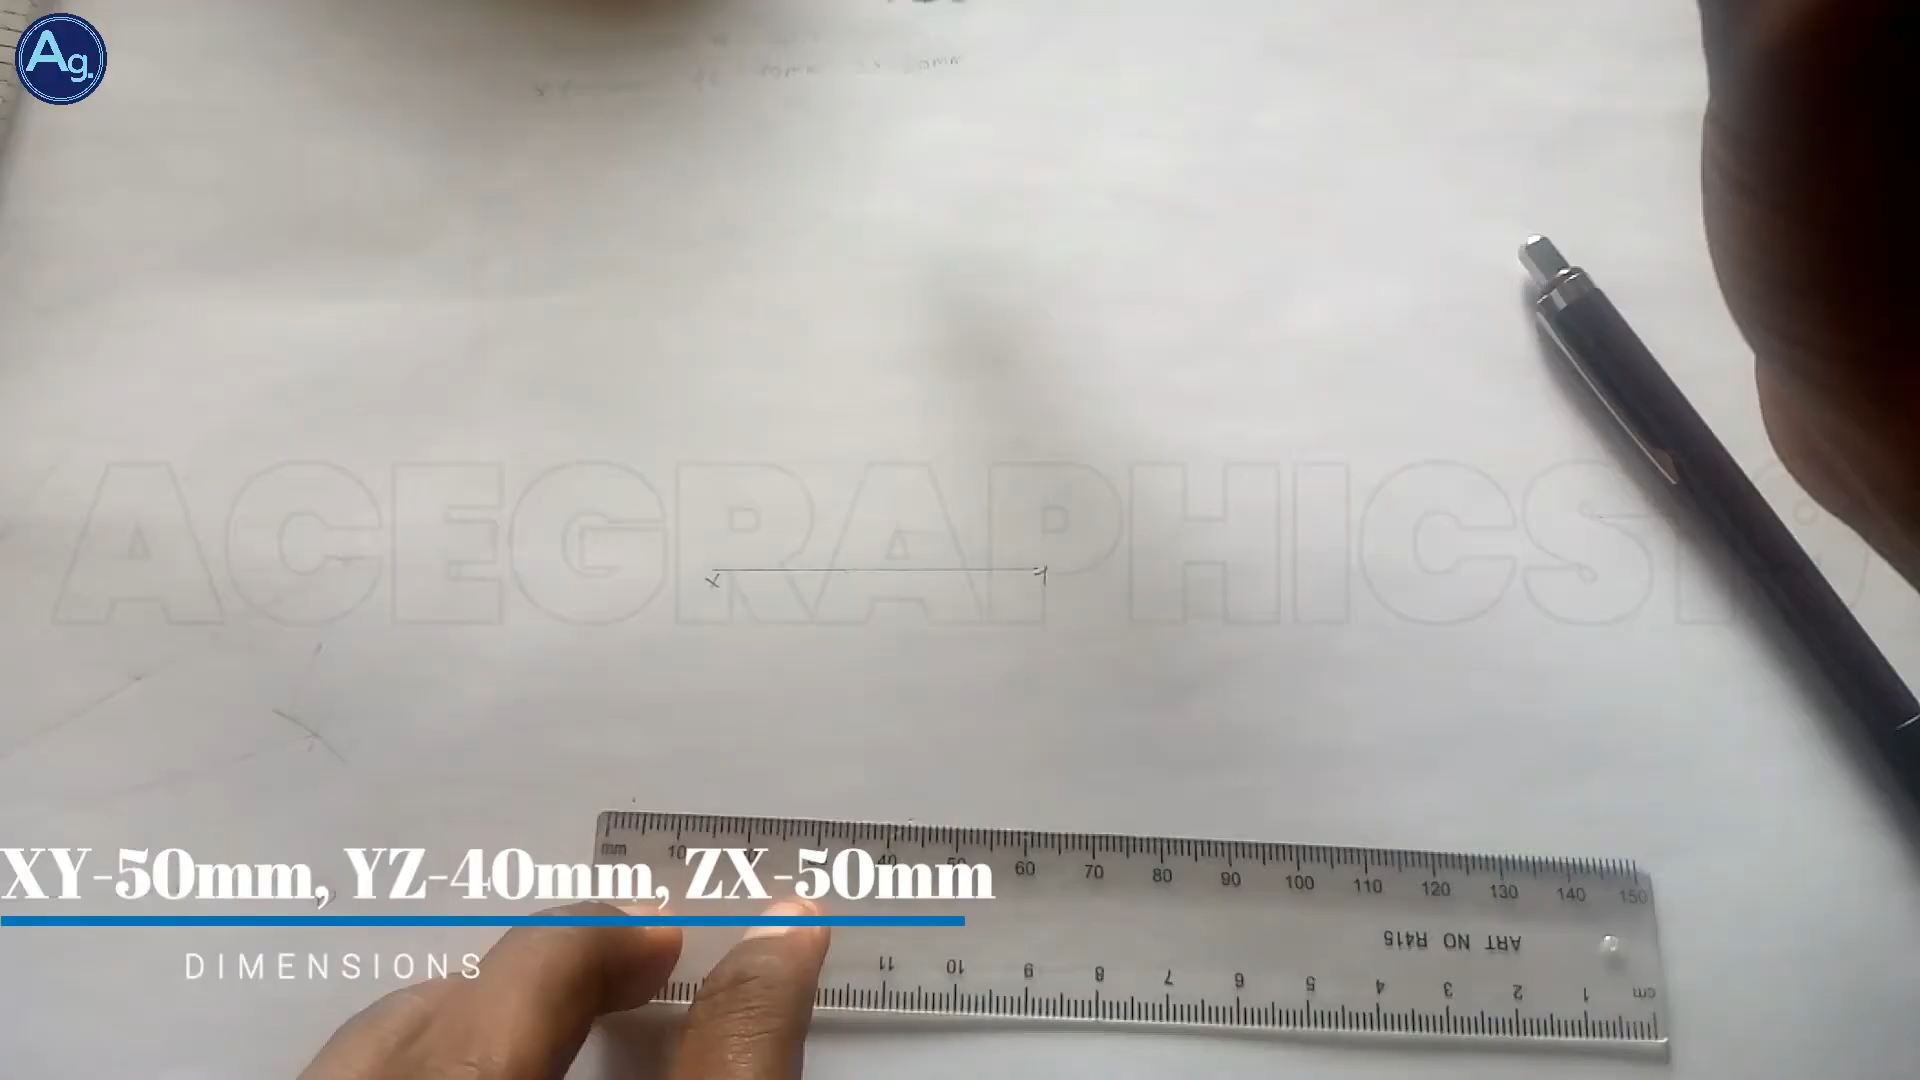 Ag.
ACEGRAPHICS
X Y
mm 10 40 50 60 70 80 90 100 110 120 130 140 150
ART NO R415
11 10 9 8 7 6 5 4 3 2 1 cm
XY-50mm, YZ-40mm, ZX-50mm
DIMENSIONS